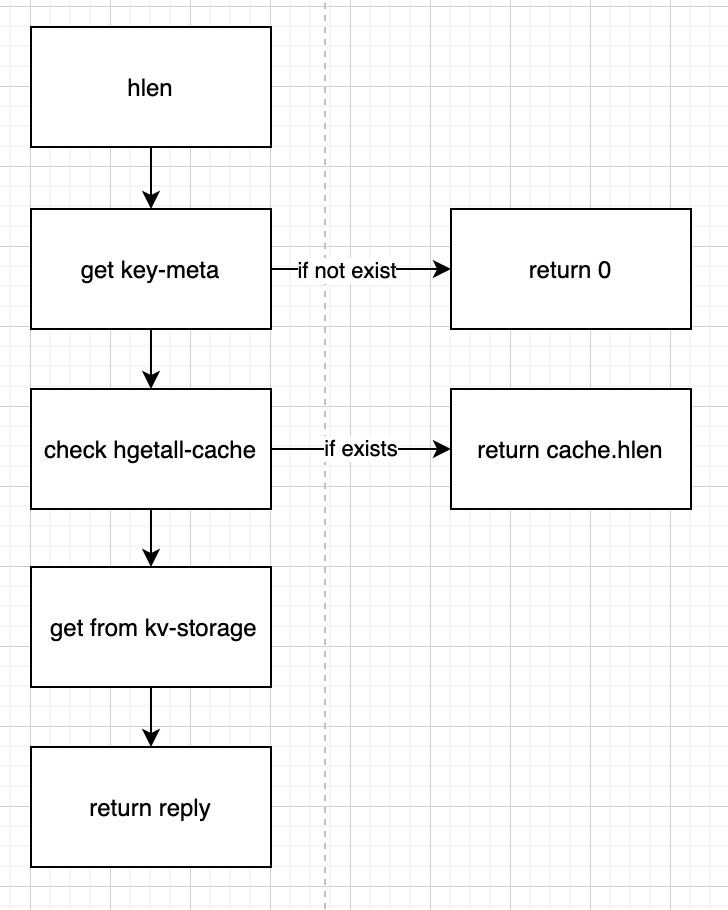 hlen
get key-meta
if not exist
return 0
check hgetall-cache
if exists
return cache.hlen
get from kv-storage
return reply